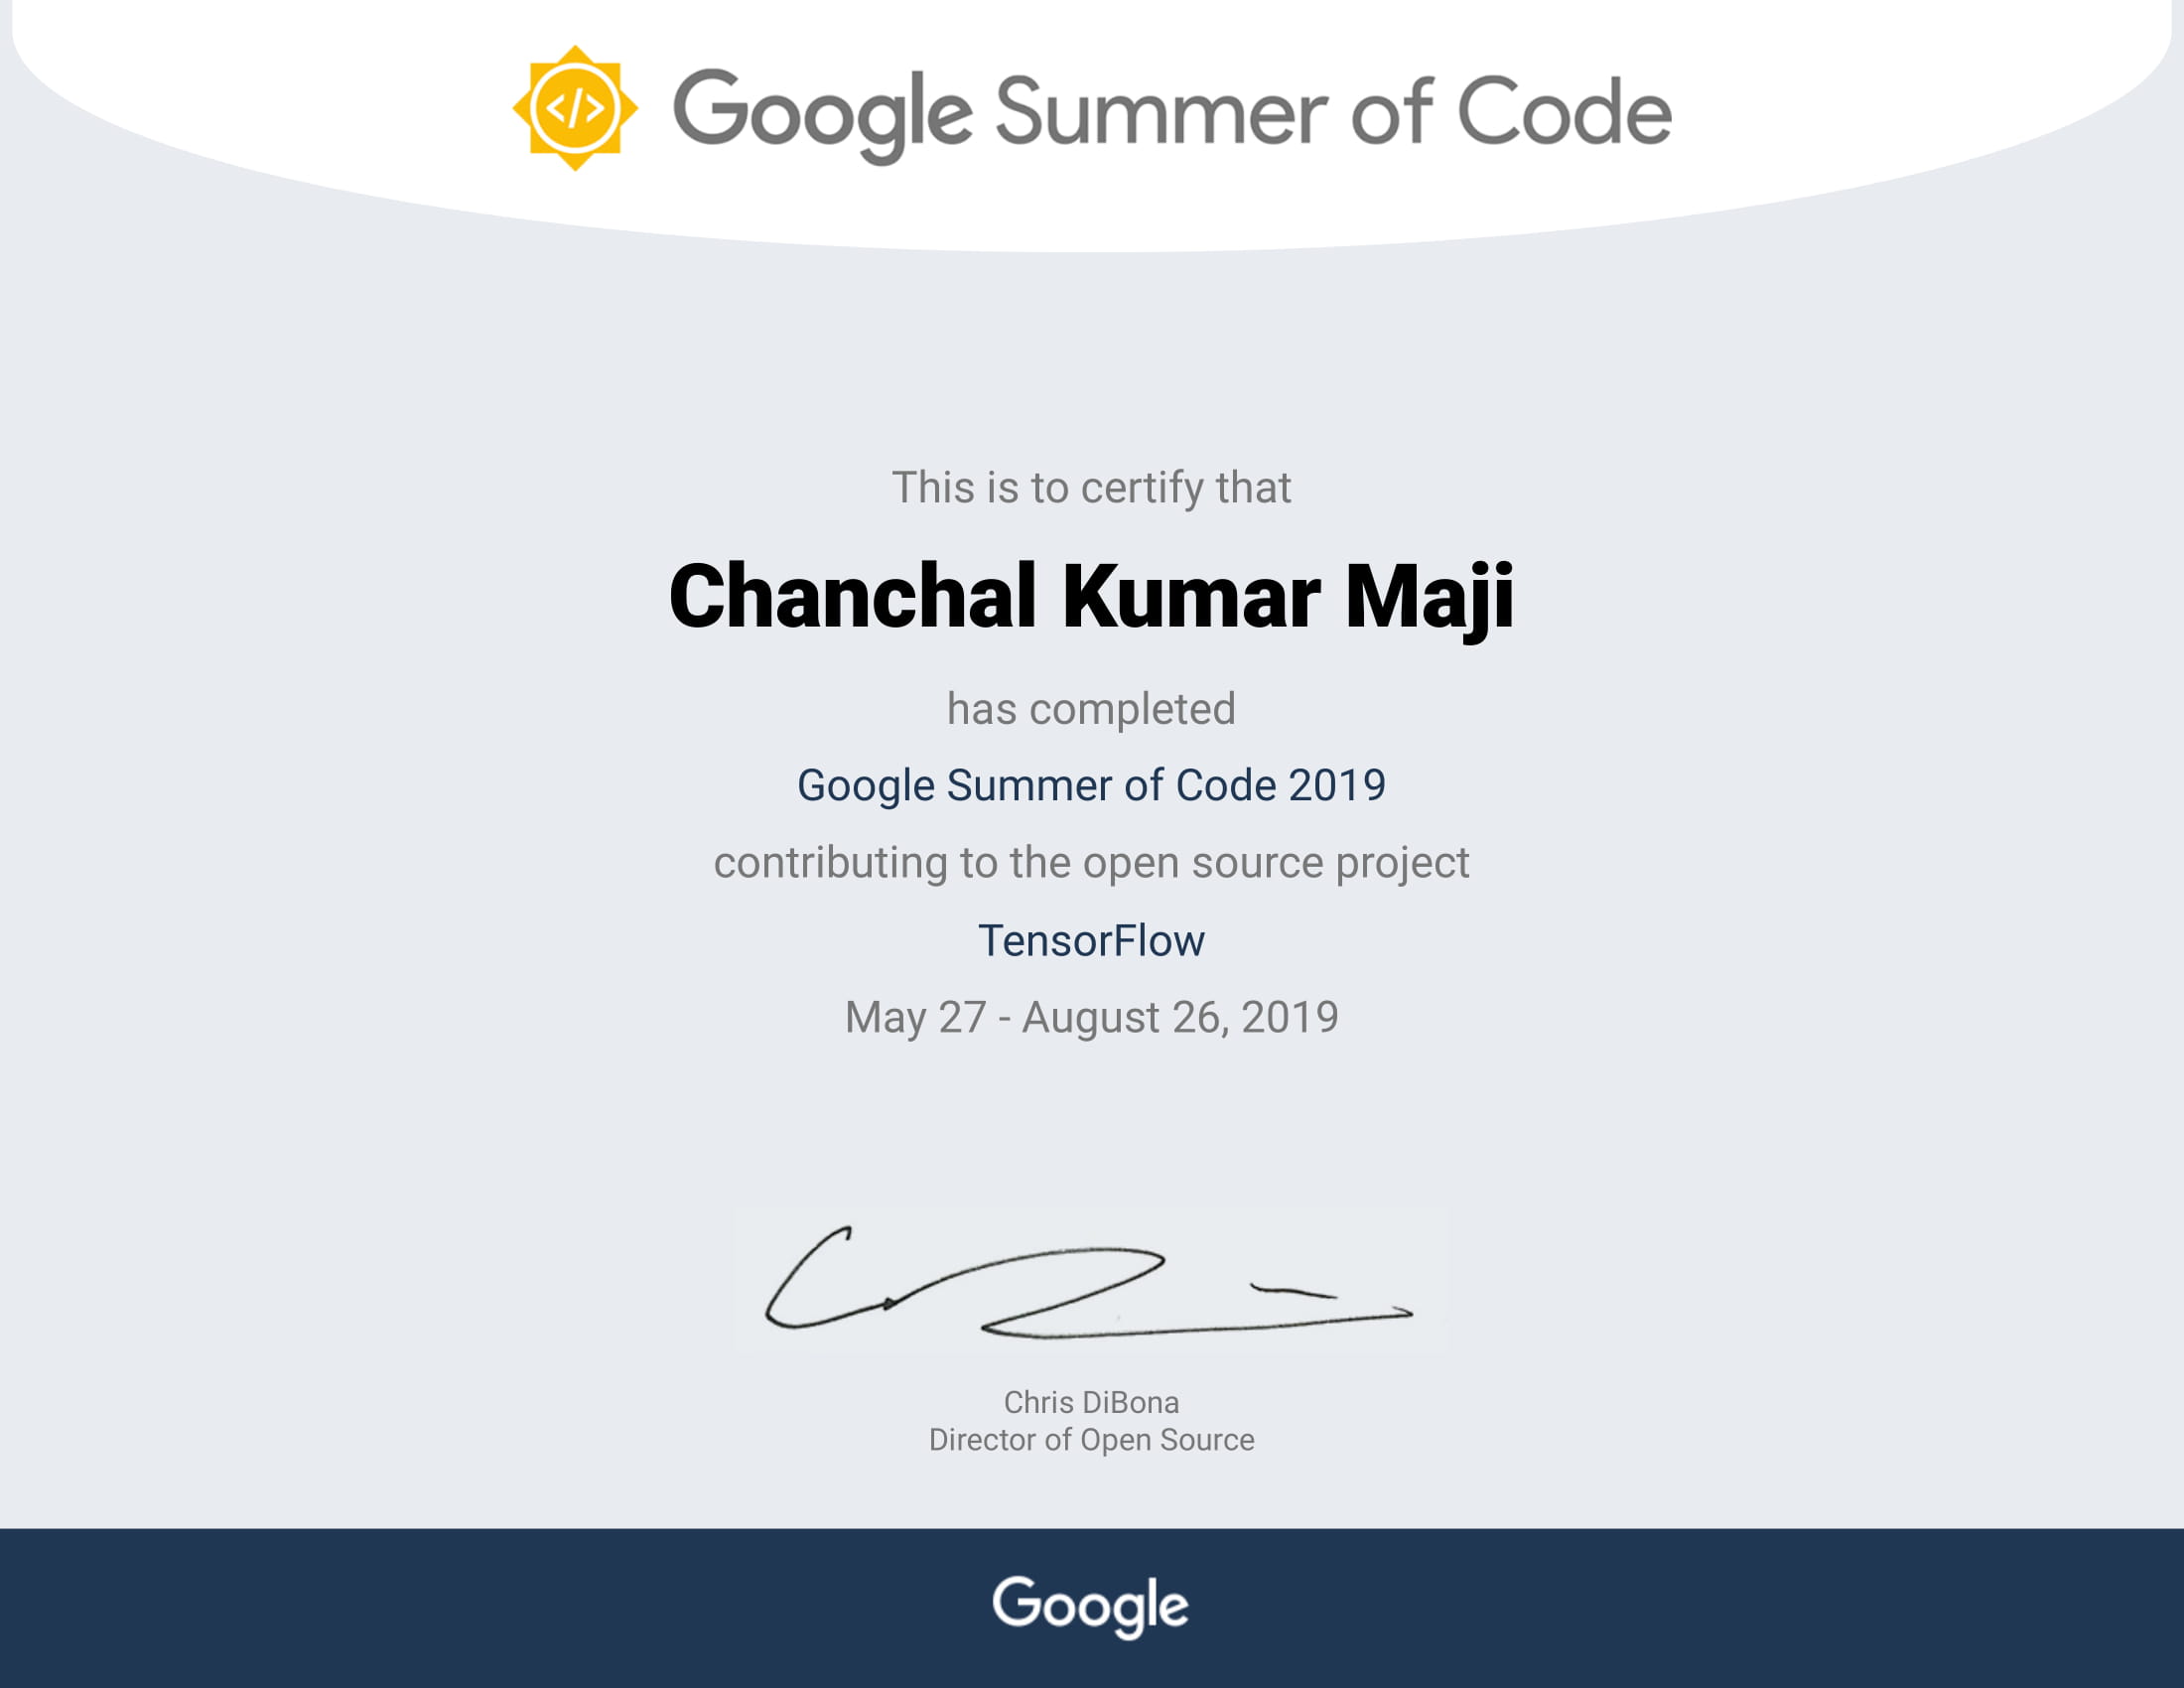 </>
Google Summer of Code
This is to certify that
Chanchal Kumar Maji
has completed
Google Summer of Code 2019
contributing to the open source project
TensorFlow
May 27 - August 26, 2019
Chris DiBona
Director of Open Source
Google